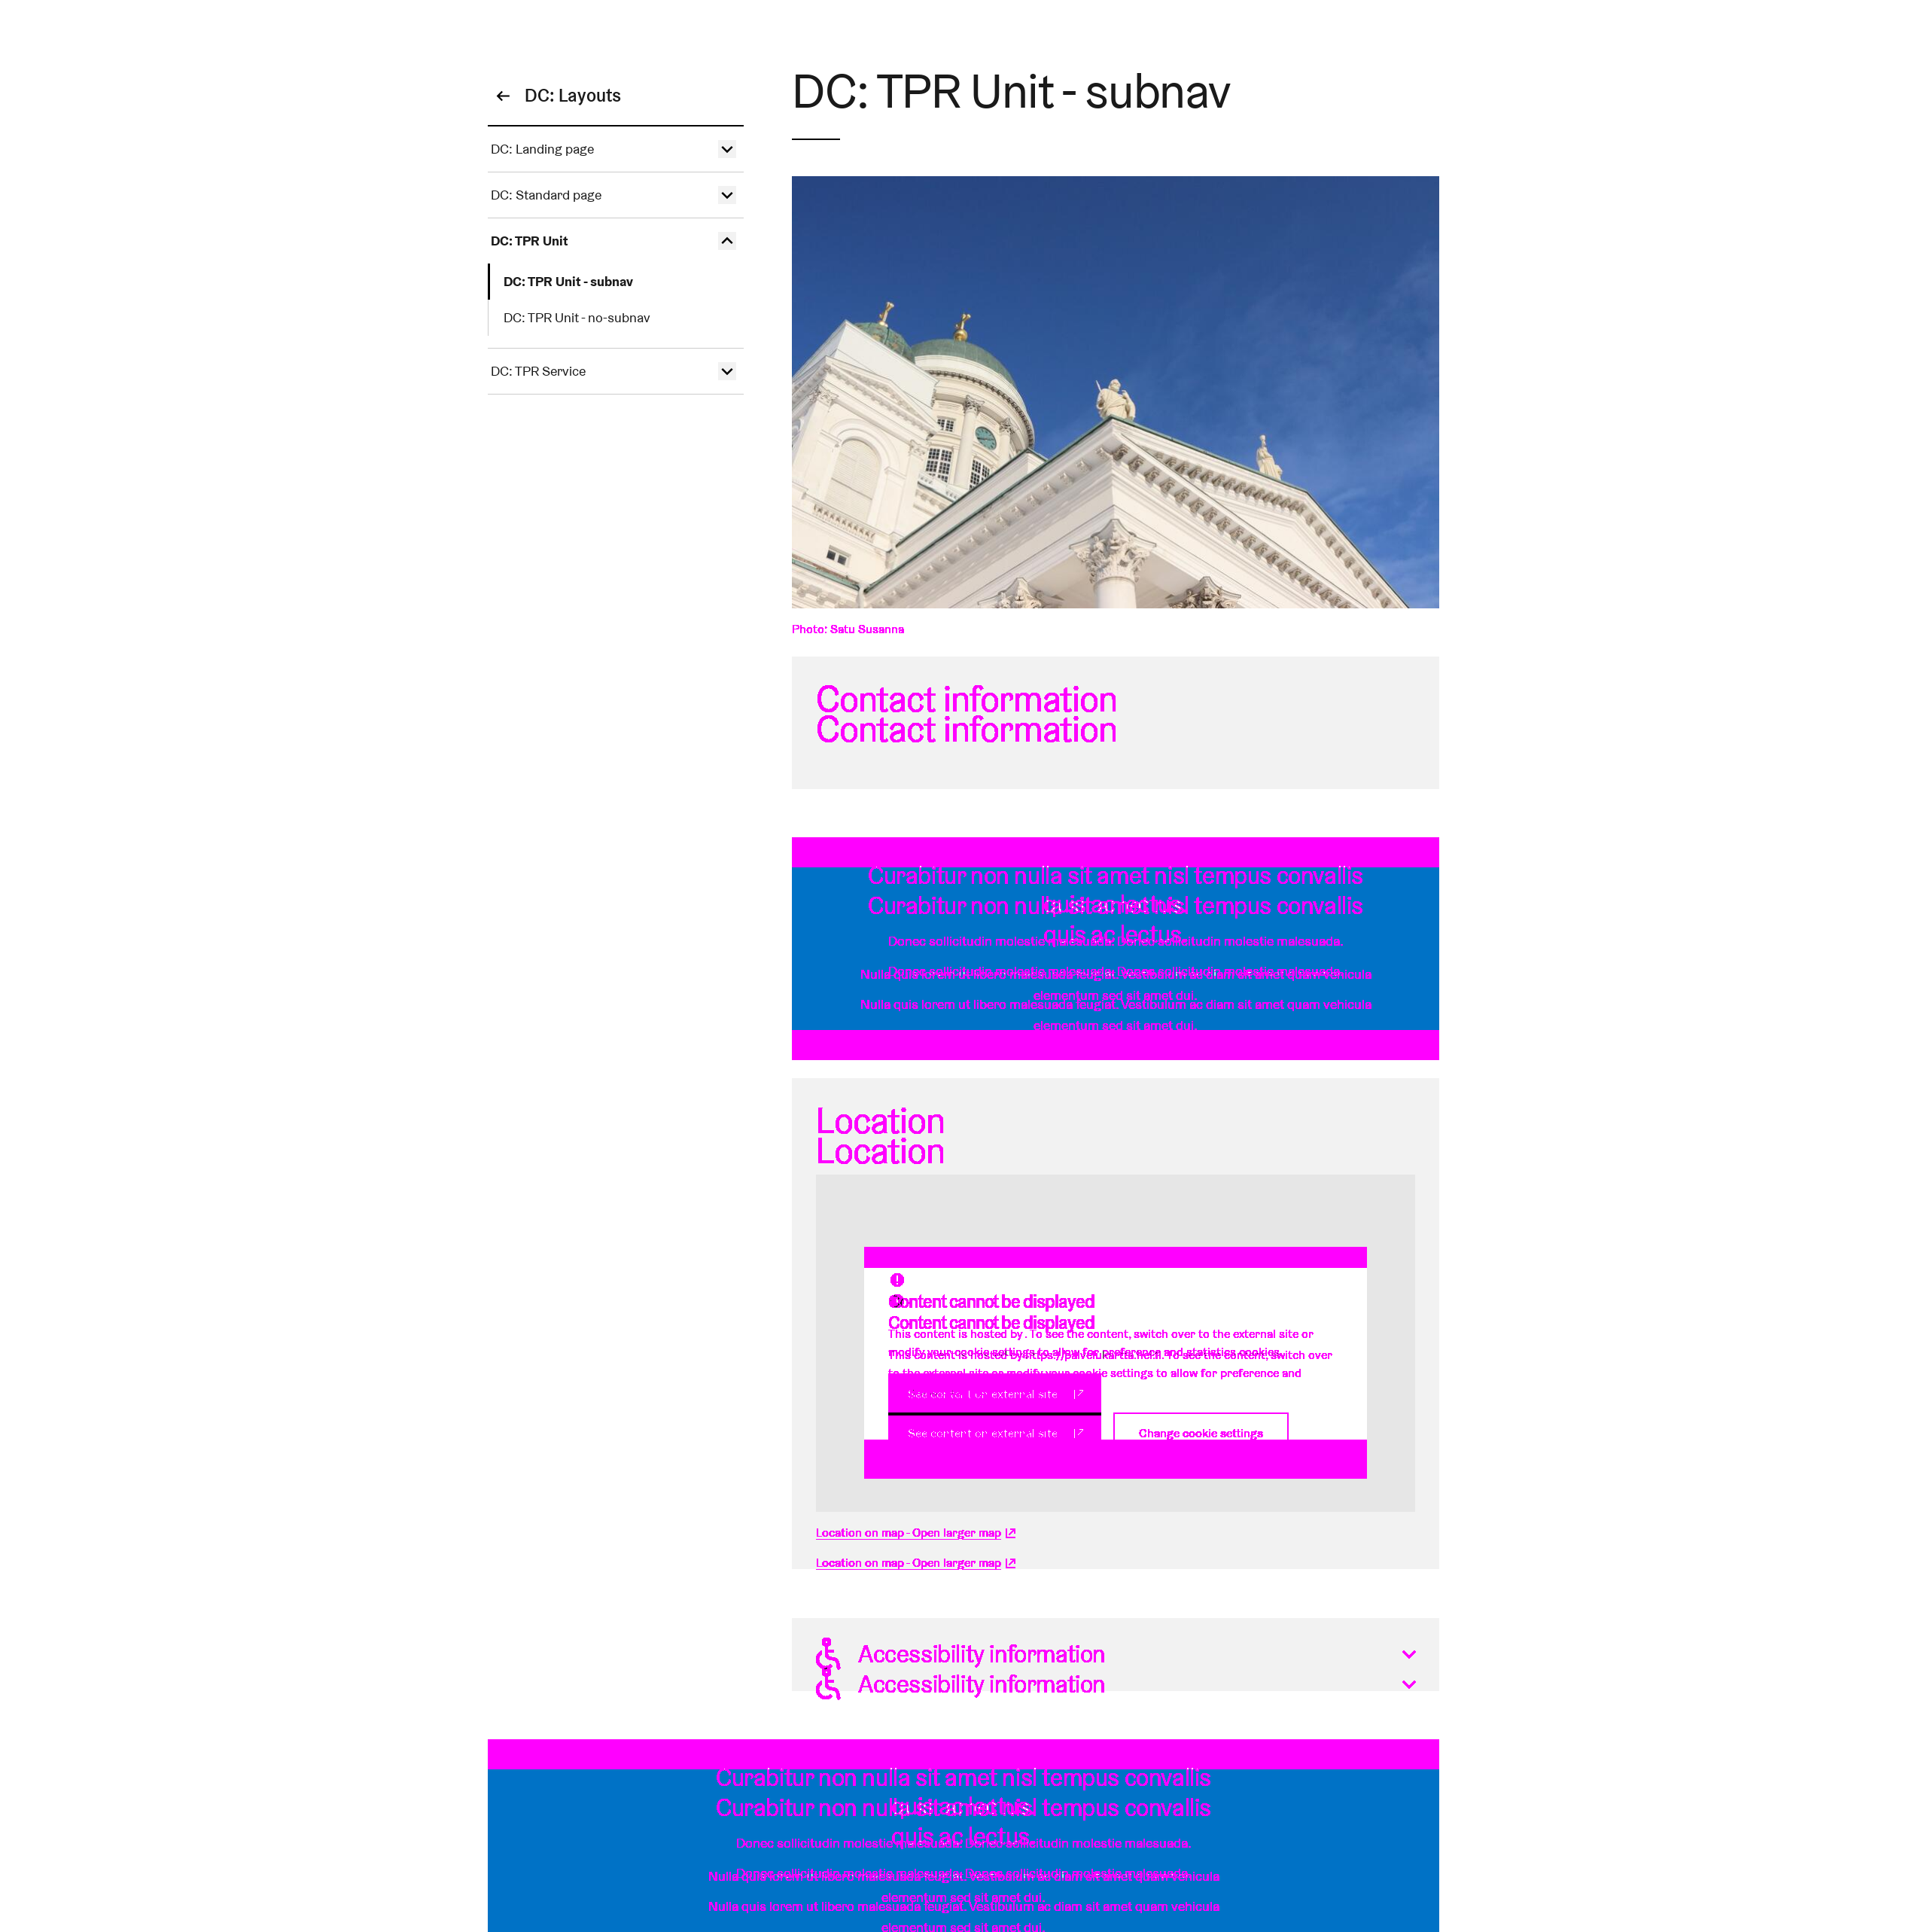 DC: TPR Unit - subnav
DC: Layouts
DC: Landing page
DC: Standard page
DC: TPR Unit
DC: TPR Unit - subnav
DC: TPR Unit - no-subnav
DC: TPR Service
Photo: Satu Susanna
Contact information
Contact information
Curabitur non nulla sit amet nisl tempus convallis
quis ac lectus.
Curabitur non nulla sit amet nisl tempus convallis
quis ac lectus.
Donec sollicitudin molestie malesuada. Donec sollicitudin molestie malesuada.
Nulla quis lorem ut libero malesuada feugiat. Vestibulum ac diam sit amet quam vehicula
elementum sed sit amet dui.
Nulla quis lorem ut libero malesuada feugiat. Vestibulum ac diam sit amet quam vehicula
elementum sed sit amet dui.
Location
Location
Content cannot be displayed
Content cannot be displayed
This content is hosted by . To see the content, switch over to the external site or
modify your cookie settings to allow for preference and statistics cookies.
This content is hosted by https://palvelukartta.hel.fi. To see the content, switch over
to the external site or modify your cookie settings to allow for preference and
See content on external site
See content on external site
Change cookie settings
Location on map - Open larger map
Location on map - Open larger map
Accessibility information
Accessibility information
Curabitur non nulla sit amet nisl tempus convallis
quis ac lectus.
Curabitur non nulla sit amet nisl tempus convallis
quis ac lectus.
Donec sollicitudin molestie malesuada. Donec sollicitudin molestie malesuada.
Nulla quis lorem ut libero malesuada feugiat. Vestibulum ac diam sit amet quam vehicula
elementum sed sit amet dui.
Nulla quis lorem ut libero malesuada feugiat. Vestibulum ac diam sit amet quam vehicula
elementum sed sit amet dui.